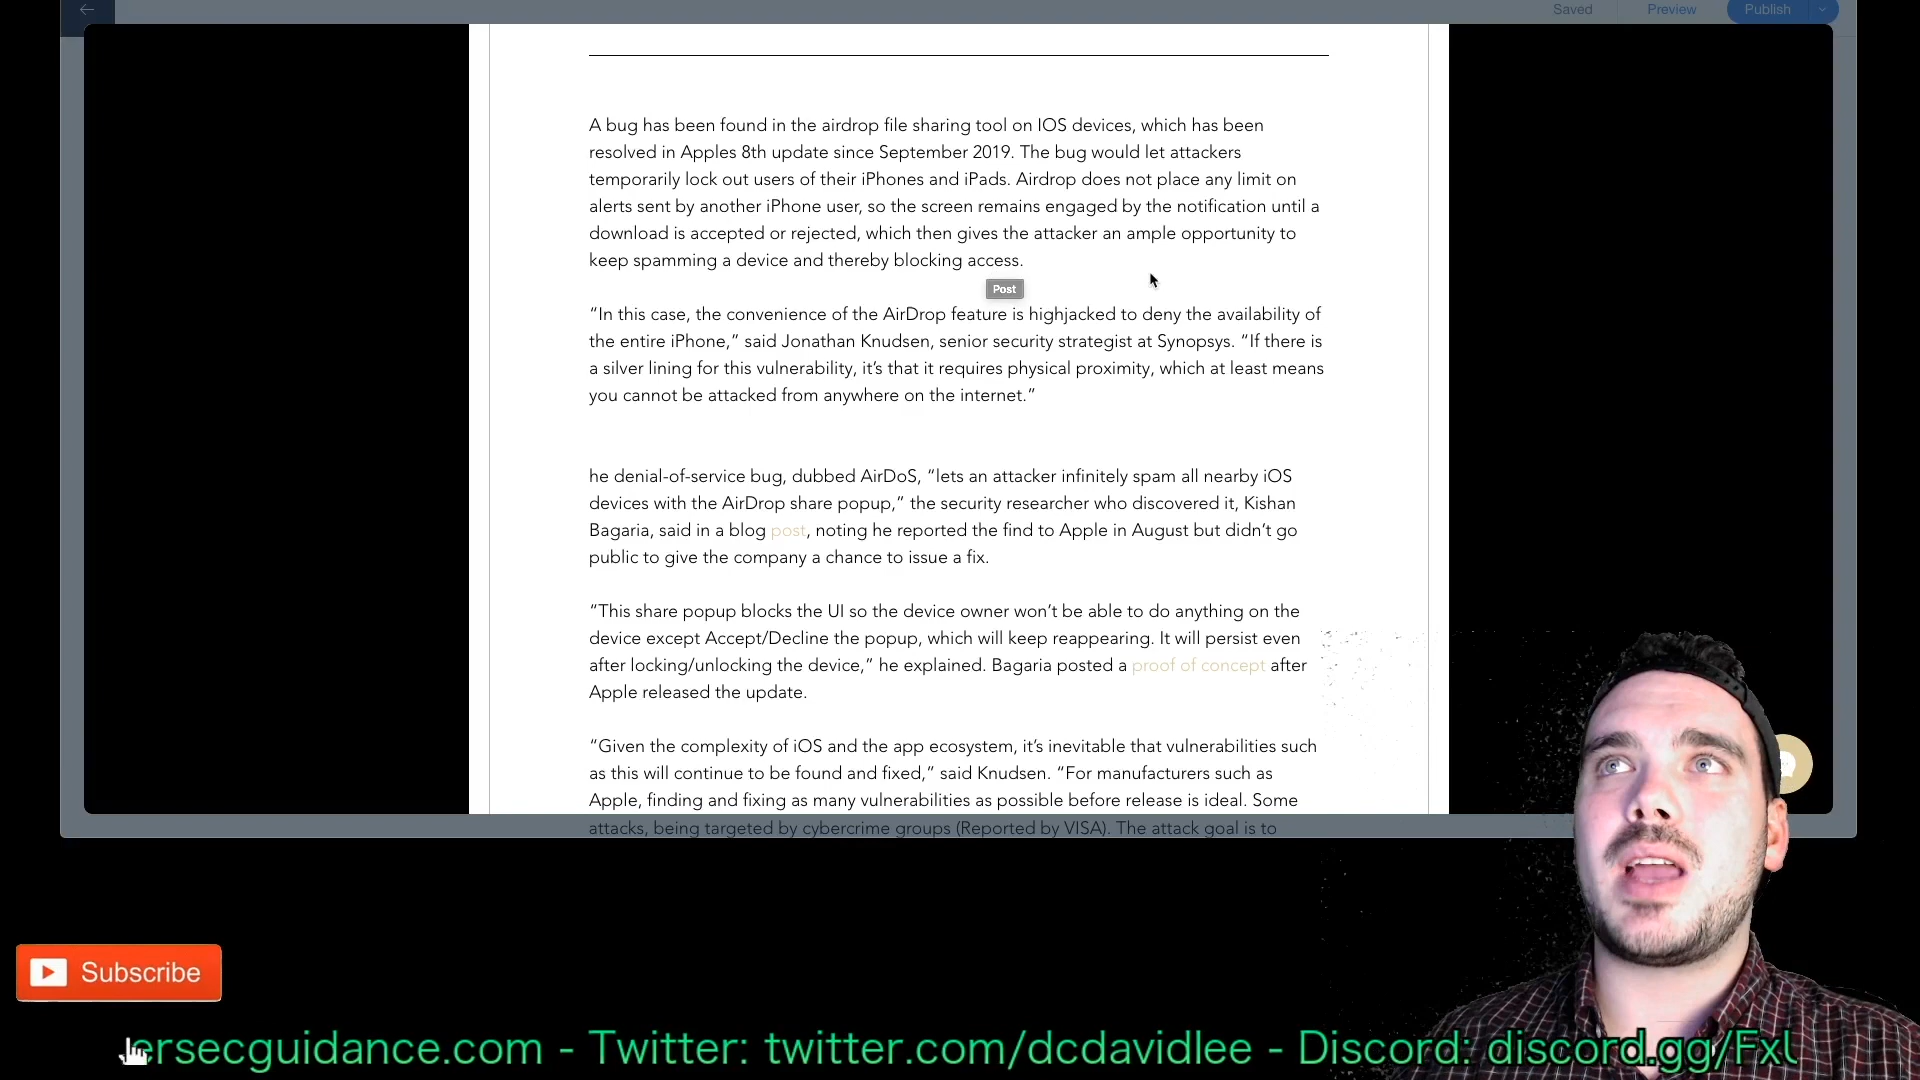 Saved
Preview
Publish
A bug has been found in the airdrop file sharing tool on IOS devices, which has been
resolved in Apples 8th update since September 2019. The bug would let attackers
temporarily lock out users of their iPhones and iPads. Airdrop does not place any limit on
alerts sent by another iPhone user, so the screen remains engaged by the notification until a
download is accepted or rejected, which then gives the attacker an ample opportunity to
keep spamming a device and thereby blocking access.
Post
“In this case, the convenience of the AirDrop feature is highjacked to deny the availability of
the entire iPhone,” said Jonathan Knudsen, senior security strategist at Synopsys. “If there is
a silver lining for this vulnerability, it’s that it requires physical proximity, which at least means
you cannot be attacked from anywhere on the internet.”
he denial-of-service bug, dubbed AirDoS, “lets an attacker infinitely spam all nearby iOS
devices with the AirDrop share popup,” the security researcher who discovered it, Kishan
Bagaria, said in a blog post, noting he reported the find to Apple in August but didn’t go
public to give the company a chance to issue a fix.
“This share popup blocks the UI so the device owner won’t be able to do anything on the
device except Accept/Decline the popup, which will keep reappearing. It will persist even
after locking/unlocking the device,” he explained. Bagaria posted a proof of concept after
Apple released the update.
“Given the complexity of iOS and the app ecosystem, it’s inevitable that vulnerabilities such
as this will continue to be found and fixed,” said Knudsen. “For manufacturers such as
Apple, finding and fixing as many vulnerabilities as possible before release is ideal. Some
attacks, being targeted by cybercrime groups (Reported by VISA). The attack goal is to
Subscribe
ersecguidance.com - Twitter: twitter.com/dcdavidlee - Discord: discord.gg/Fxl